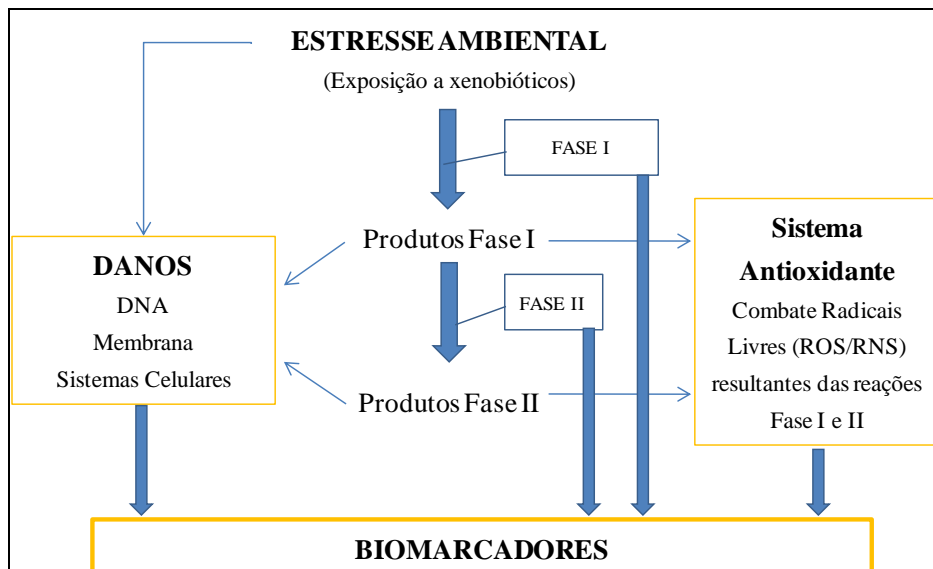 ESTRESSE AMBIENTAL
(Exposição a xenobióticos)
FASE I
Produtos Fase I
FASE II
Produtos Fase II
DANOS
DNA
Membrana
Sistemas Celulares
Sistema
Antioxidante
Combate Radicais
Livres (ROS/RNS)
resultantes das reações
Fase I e II
BIOMARCADORES